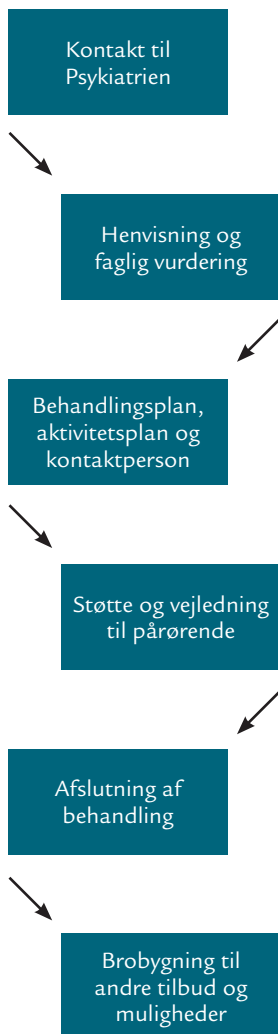 Kontakt til
Psykiatrien
Henvisning og
faglig vurdering
Behandlingsplan,
aktivitetsplan og
kontaktperson
Støtte og vejledning
til pårørende
Afslutning af
behandling
Brobygning til
andre tilbud og
muligheder